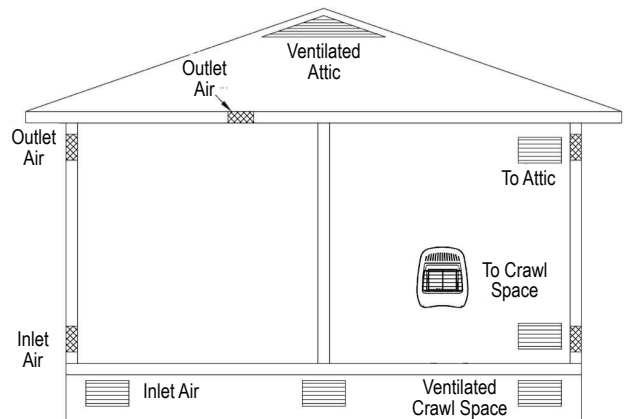 Ventilated
Attic
Outlet
Air
Outlet
Air
To Attic
To Crawl
Space
Inlet
Air
Inlet Air
Ventilated
Crawl Space